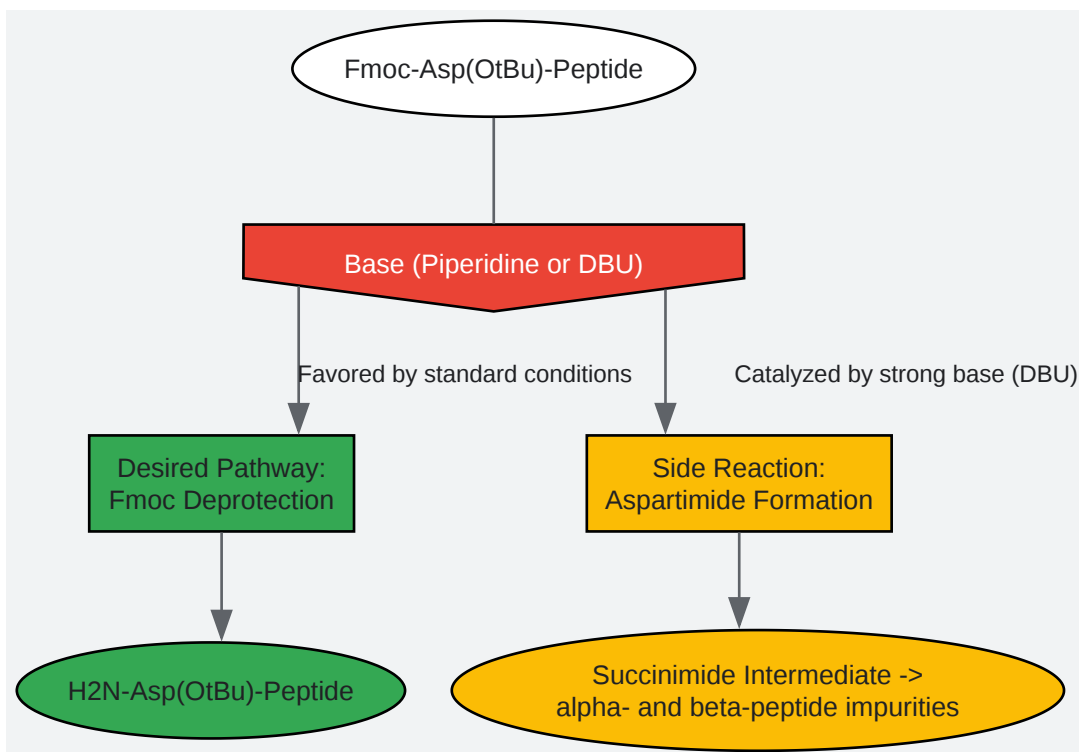 Fmoc-Asp(OtBu)-Peptide
Base (Piperidine or DBU)
Favored by standard conditions
Catalyzed by strong base (DBU)
Desired Pathway:
Fmoc Deprotection
Side Reaction:
Aspartimide Formation
H2N-Asp(OtBu)-Peptide
Succinimide Intermediate ->
alpha- and beta-peptide impurities